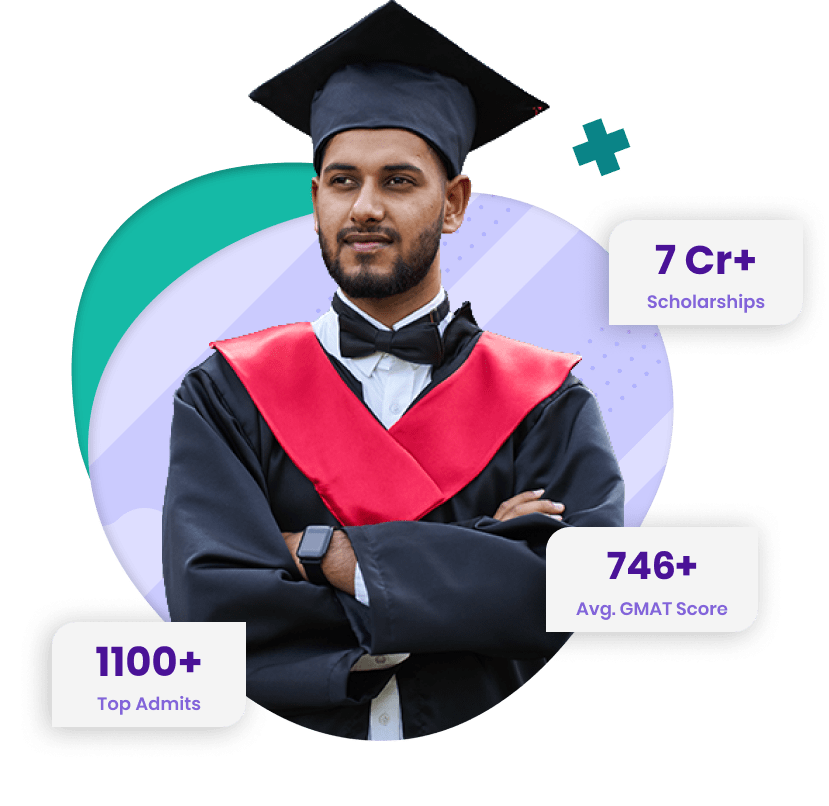 7 Cr+
Scholarships
746+
Avg. GMAT Score
1100+
Top Admits